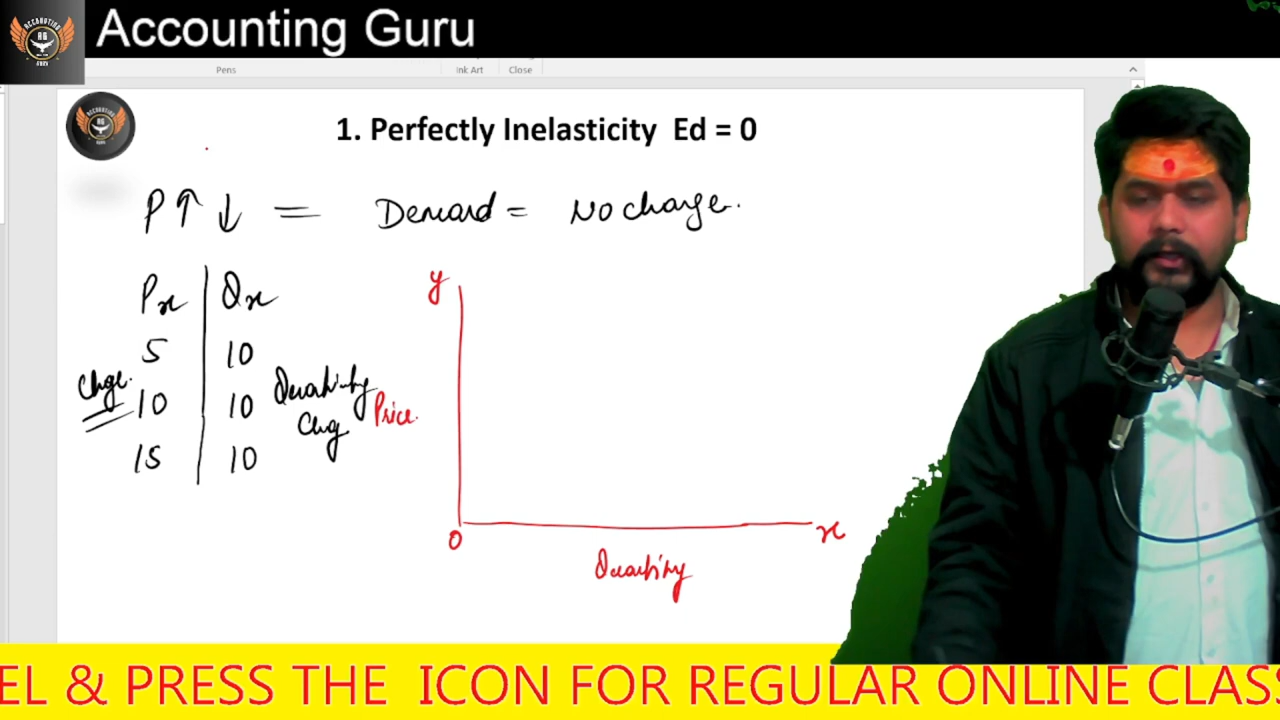 Accounting Guru
Pens
Ink Art
Close
1. Perfectly Inelasticity Ed = 0
P↑ ↓ = Demand = No change.
Px | Qx
5 | 10
Chge. 10 | 10 Quantity Chg
15 | 10
y
Price.
0
x
Quantity
EL & PRESS THE ICON FOR REGULAR ONLINE CLASS